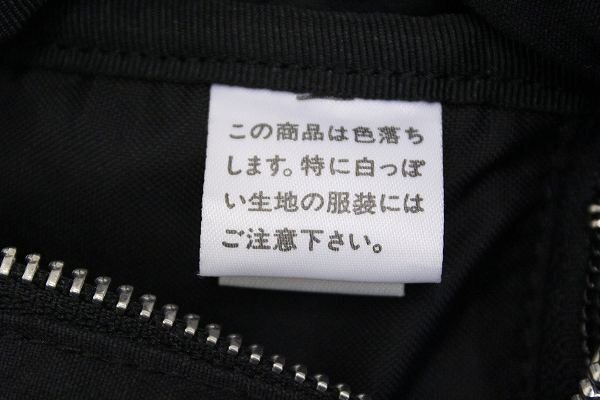 この商品は色落ち
します。特に白っぽ
い生地の服装には
ご注意下さい。